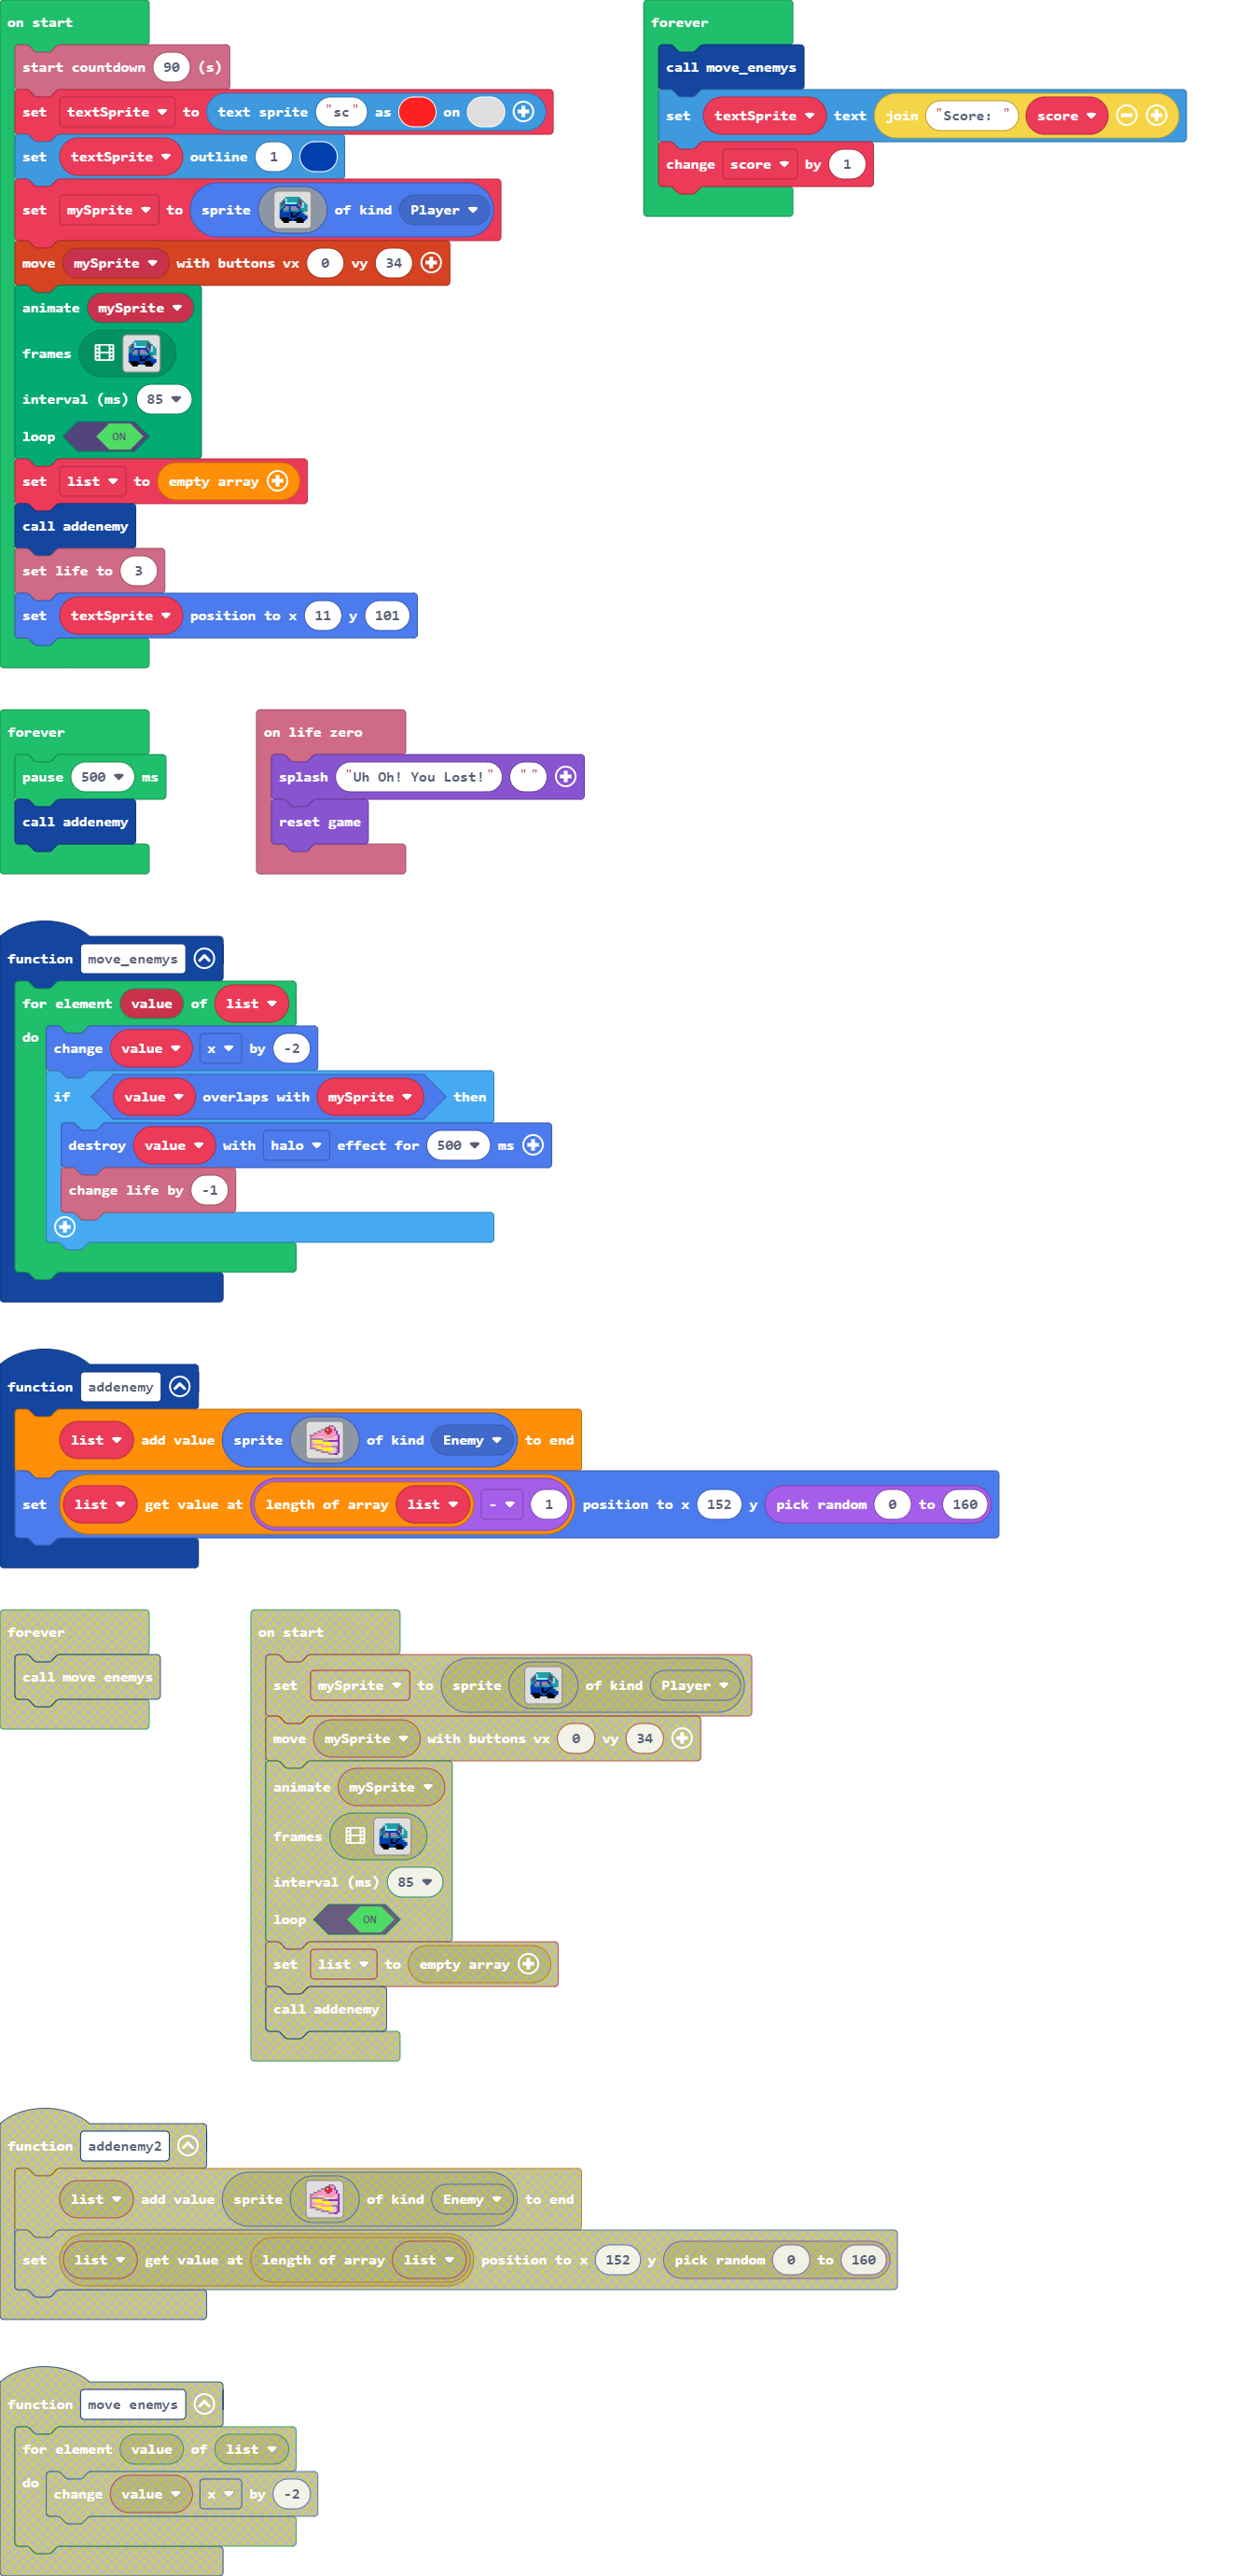 on start
start countdown 90 (s)
set textSprite to text sprite "sc" as on
set textSprite outline 1
set mySprite to sprite of kind Player
move mySprite with buttons vx 0 vy 34
animate mySprite
frames
interval (ms) 85
loop ON
set list to empty array
call addenemy
set life to 3
set textSprite position to x 11 y 101
forever
call move_enemys
set textSprite text join "Score: " score
change score by 1
forever
pause 500 ms
call addenemy
on life zero
splash "Uh Oh! You Lost!" ""
reset game
function move_enemys
for element value of list
do change value x by -2
if value overlaps with mySprite then
destroy value with halo effect for 500 ms
change life by -1
function addenemy
list add value sprite of kind Enemy to end
set list get value at length of array list - 1 position to x 152 y pick random 0 to 160
forever
call move enemys
on start
set mySprite to sprite of kind Player
move mySprite with buttons vx 0 vy 34
animate mySprite
frames
interval (ms) 85
loop ON
set list to empty array
call addenemy
function addenemy2
list add value sprite of kind Enemy to end
set list get value at length of array list position to x 152 y pick random 0 to 160
function move enemys
for element value of list
do change value x by -2